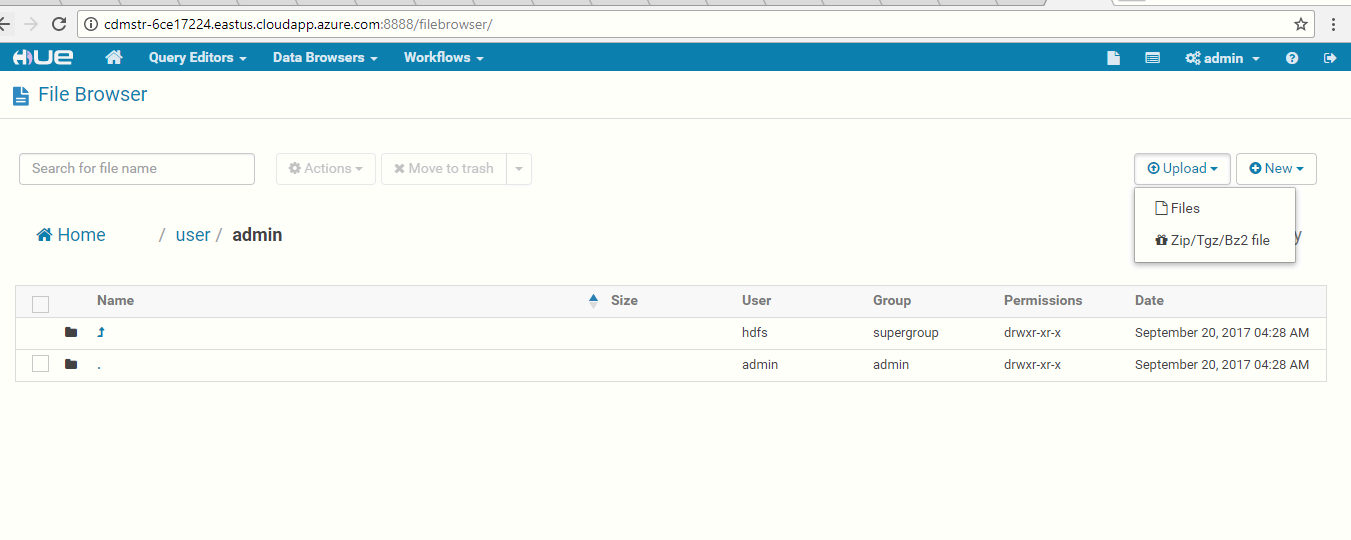 cdmstr-6ce17224.eastus.cloudapp.azure.com:8888/filebrowser/
HUE Query Editors Data Browsers Workflows admin
File Browser
Search for file name Actions Move to trash Upload New
Files
Zip/Tgz/Bz2 file
Home / user / admin y
Name Size User Group Permissions Date
hdfs supergroup drwxr-xr-x September 20, 2017 04:28 AM
. admin admin drwxr-xr-x September 20, 2017 04:28 AM